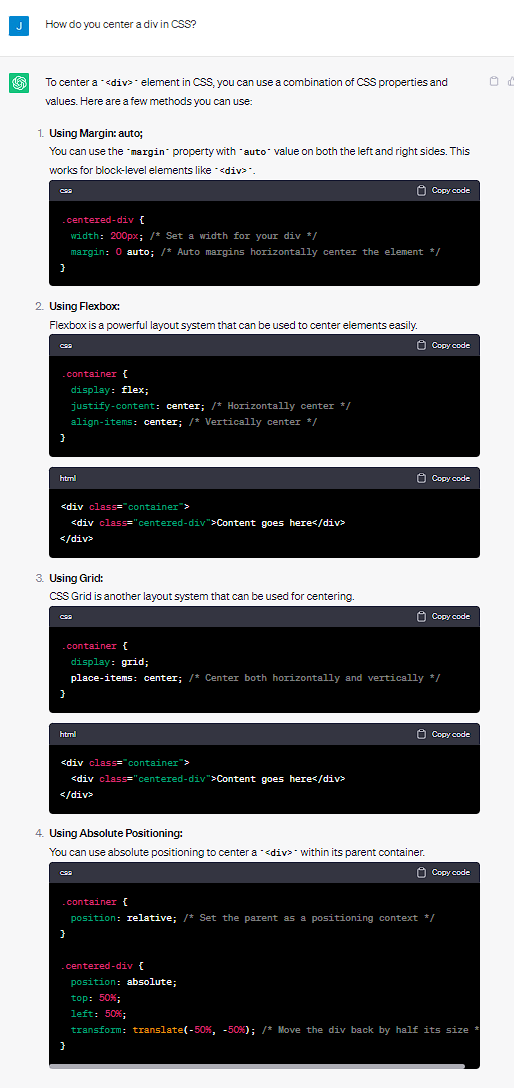 J
How do you center a div in CSS?
To center a `<div>` element in CSS, you can use a combination of CSS properties and
values. Here are a few methods you can use:
1. Using Margin: auto;
You can use the `margin` property with `auto` value on both the left and right sides. This
works for block-level elements like `<div>`.
css Copy code
.centered-div {
  width: 200px; /* Set a width for your div */
  margin: 0 auto; /* Auto margins horizontally center the element */
}
2. Using Flexbox:
Flexbox is a powerful layout system that can be used to center elements easily.
css Copy code
.container {
  display: flex;
  justify-content: center; /* Horizontally center */
  align-items: center; /* Vertically center */
}
html Copy code
<div class="container">
  <div class="centered-div">Content goes here</div>
</div>
3. Using Grid:
CSS Grid is another layout system that can be used for centering.
css Copy code
.container {
  display: grid;
  place-items: center; /* Center both horizontally and vertically */
}
html Copy code
<div class="container">
  <div class="centered-div">Content goes here</div>
</div>
4. Using Absolute Positioning:
You can use absolute positioning to center a `<div>` within its parent container.
css Copy code
.container {
  position: relative; /* Set the parent as a positioning context */
}
.centered-div {
  position: absolute;
  top: 50%;
  left: 50%;
  transform: translate(-50%, -50%); /* Move the div back by half its size *
}